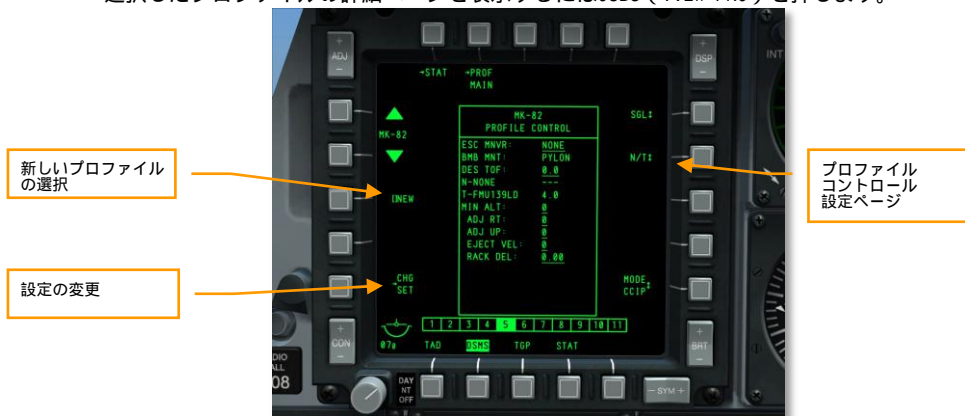 選択したプロファイルの詳細ページを表示するにはOSB3(VIEW PRO)を押します。
ADJ
DSP
INT
→STAT →PROF
MAIN
MK-82
PROFILE CONTROL
ESC MNVR: NONE
BMB MNT: PYLON
DES TOF: 0.0
N-NONE ---
T-FMU139LD 4.0
MIN ALT: 0
ADJ RT: 0
ADJ UP: 0
EJECT VEL: 0
RACK DEL: 0.00
MK-82
[]NEW
→CHG
SET
SGL↕
N/T↕
MODE↕
CCIP
1 2 3 4 5 6 7 8 9 10 11
TAD DSMS TGP STAT
CON
BRT
DAY
NT
OFF
- SYM +
08
新しいプロファイル
の選択
設定の変更
プロファイル
コントロール
設定ページ